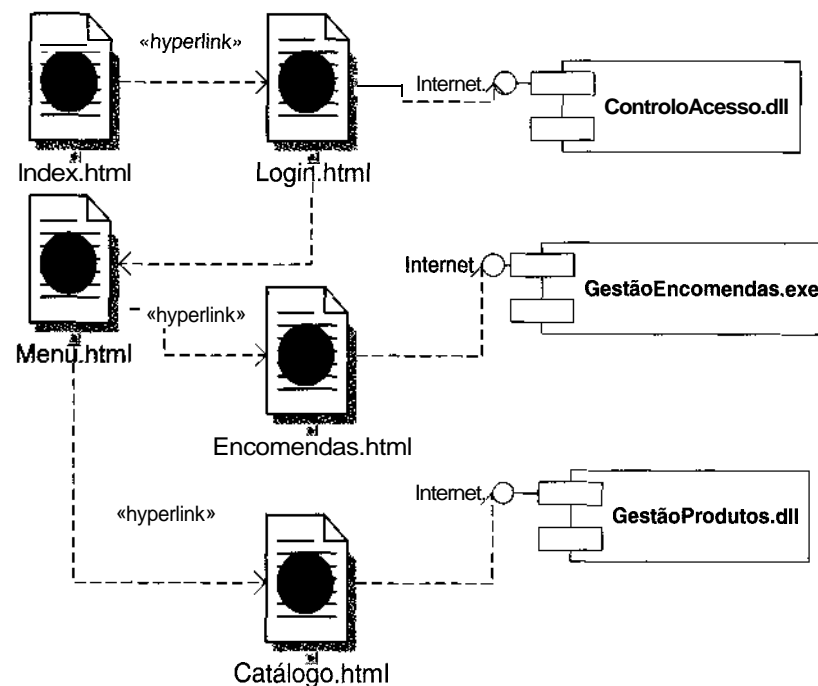 «hyperlink»
Internet
ControloAcesso.dll
Index.html
Login.html
Internet
GestãoEncomendas.exe
«hyperlink»
Menu.html
Encomendas.html
Internet
GestãoProdutos.dll
«hyperlink»
Catálogo.html